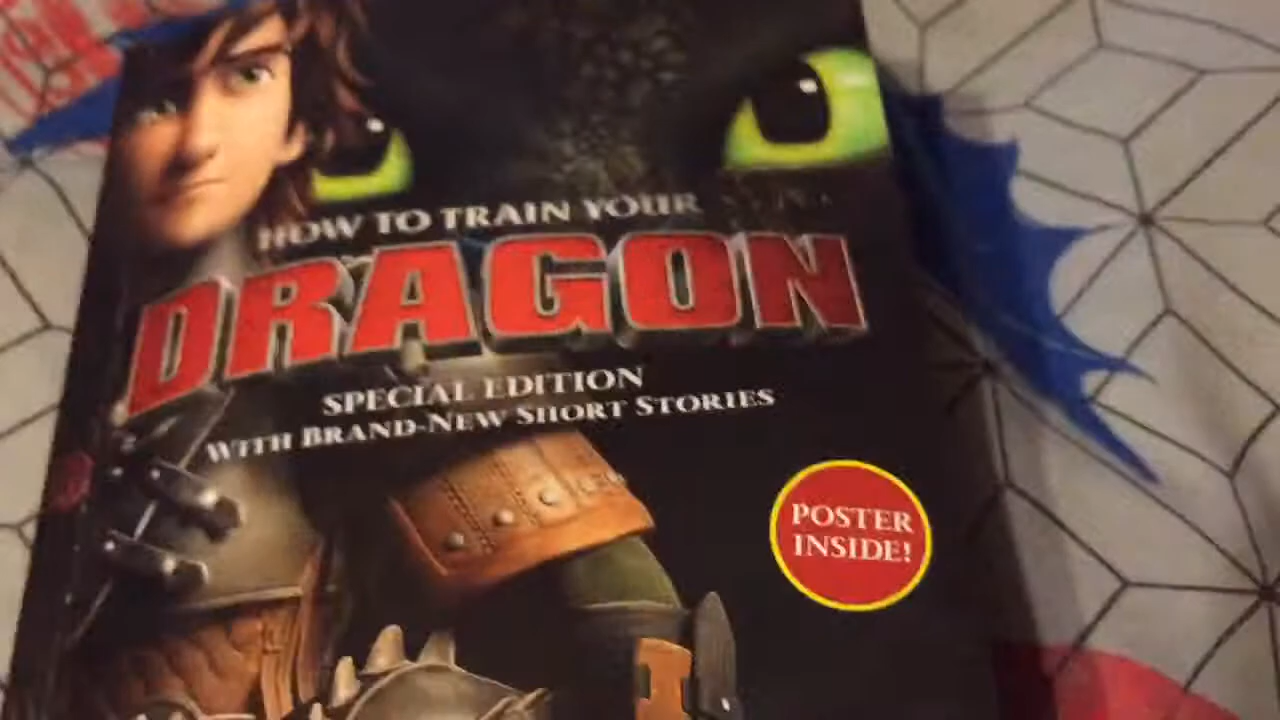 HOW TO TRAIN YOUR
DRAGON
SPECIAL EDITION
WITH BRAND-NEW SHORT STORIES
POSTER
INSIDE!